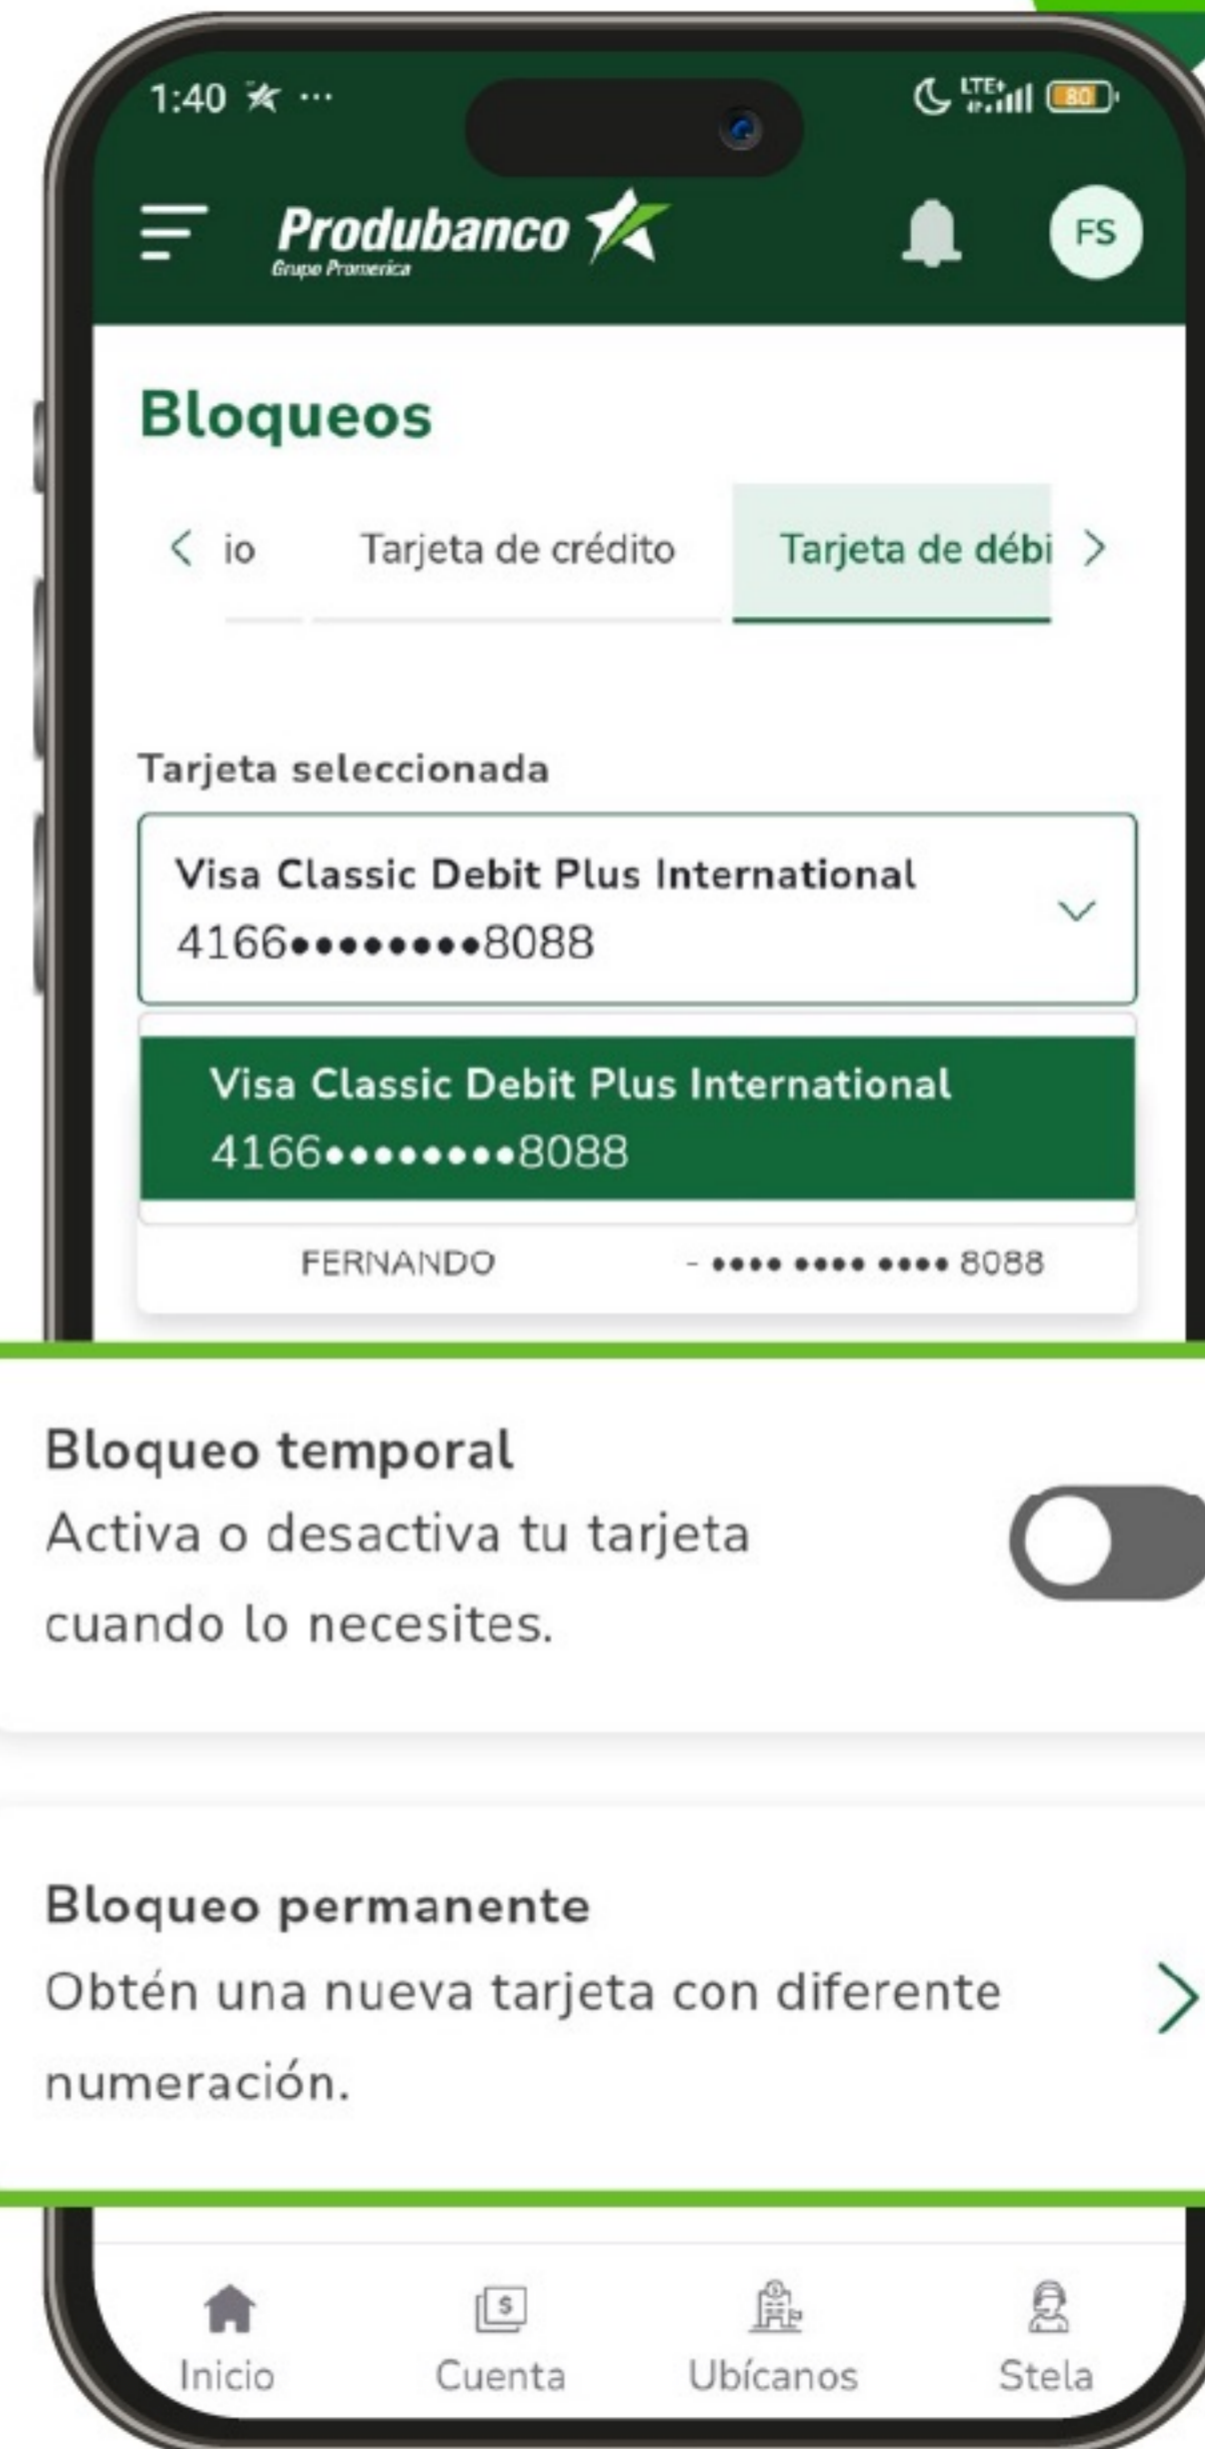 1:40
LTE+
80
Produbanco
Grupo Promerica
FS
Bloqueos
io
Tarjeta de crédito
Tarjeta de débi
Tarjeta seleccionada
Visa Classic Debit Plus International
4166••••••••8088
Visa Classic Debit Plus International
4166••••••••8088
FERNANDO - •••• •••• •••• 8088
Bloqueo temporal
Activa o desactiva tu tarjeta
cuando lo necesites.
Bloqueo permanente
Obtén una nueva tarjeta con diferente
numeración.
Inicio
Cuenta
Ubícanos
Stela